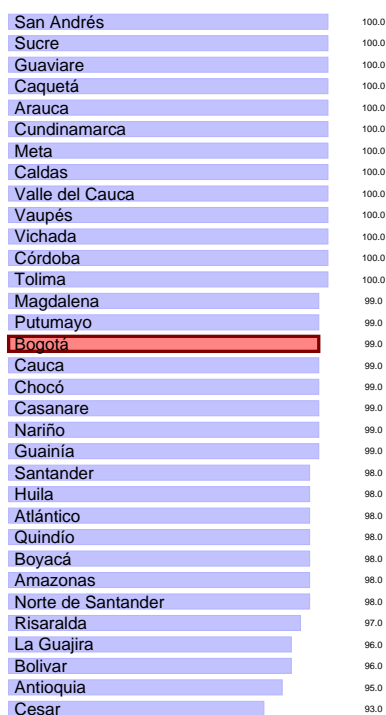 San Andrés 100.0
Sucre 100.0
Guaviare 100.0
Caquetá 100.0
Arauca 100.0
Cundinamarca 100.0
Meta 100.0
Caldas 100.0
Valle del Cauca 100.0
Vaupés 100.0
Vichada 100.0
Córdoba 100.0
Tolima 100.0
Magdalena 99.0
Putumayo 99.0
Bogotá 99.0
Cauca 99.0
Chocó 99.0
Casanare 99.0
Nariño 99.0
Guainía 99.0
Santander 98.0
Huila 98.0
Atlántico 98.0
Quindío 98.0
Boyacá 98.0
Amazonas 98.0
Norte de Santander 98.0
Risaralda 97.0
La Guajira 96.0
Bolivar 96.0
Antioquia 95.0
Cesar 93.0